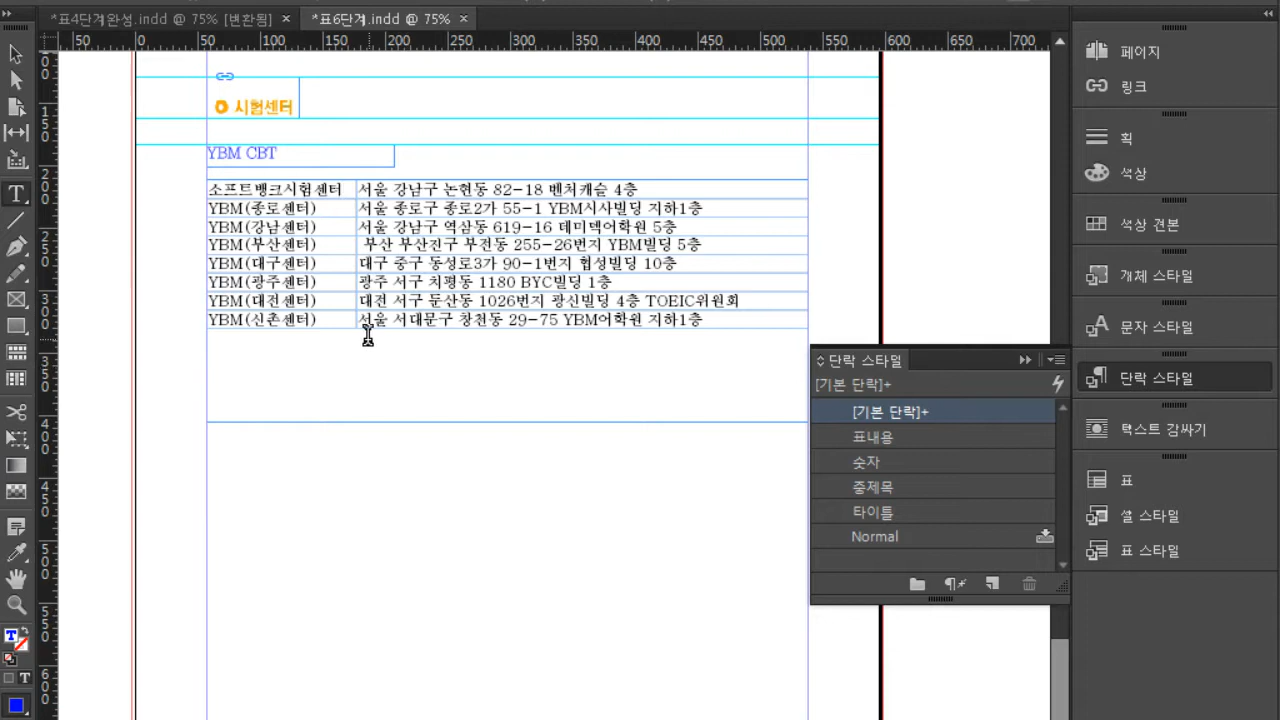 *표4단계완성.indd @ 75% [변환됨] × *표6단계.indd @ 75% ×
50 0 50 100 150 200 250 300 350 400 450 500 550 600 650 700
시험센터
YBM CBT
소프트뱅크시험센터 서울 강남구 논현동 82-18 벤처캐슬 4층
YBM(종로센터) 서울 종로구 종로2가 55-1 YBM시사빌딩 지하1층
YBM(강남센터) 서울 강남구 역삼동 619-16 데미덱어학원 5층
YBM(부산센터) 부산 부산진구 부전동 255-26번지 YBM빌딩 5층
YBM(대구센터) 대구 중구 동성로3가 90-1번지 협성빌딩 10층
YBM(광주센터) 광주 서구 치평동 1180 BYC빌딩 1층
YBM(대전센터) 대전 서구 둔산동 1026번지 광신빌딩 4층 TOEIC위원회
YBM(신촌센터) 서울 서대문구 창천동 29-75 YBM어학원 지하1층
단락 스타일
[기본 단락]+
[기본 단락]+
표내용
숫자
중제목
타이틀
Normal
페이지
링크
획
색상
색상 견본
개체 스타일
문자 스타일
단락 스타일
텍스트 감싸기
표
셀 스타일
표 스타일